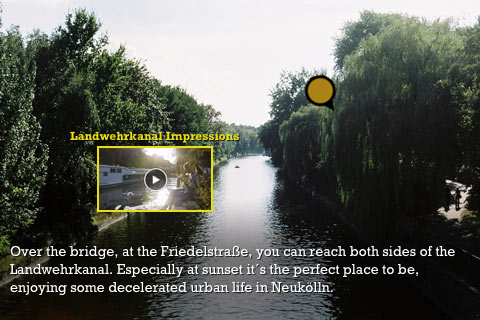 Landwehrkanal Impressions
Over the bridge, at the Friedelstraße, you can reach both sides of the
Landwehrkanal. Especially at sunset it´s the perfect place to be,
enjoying some decelerated urban life in Neukölln.